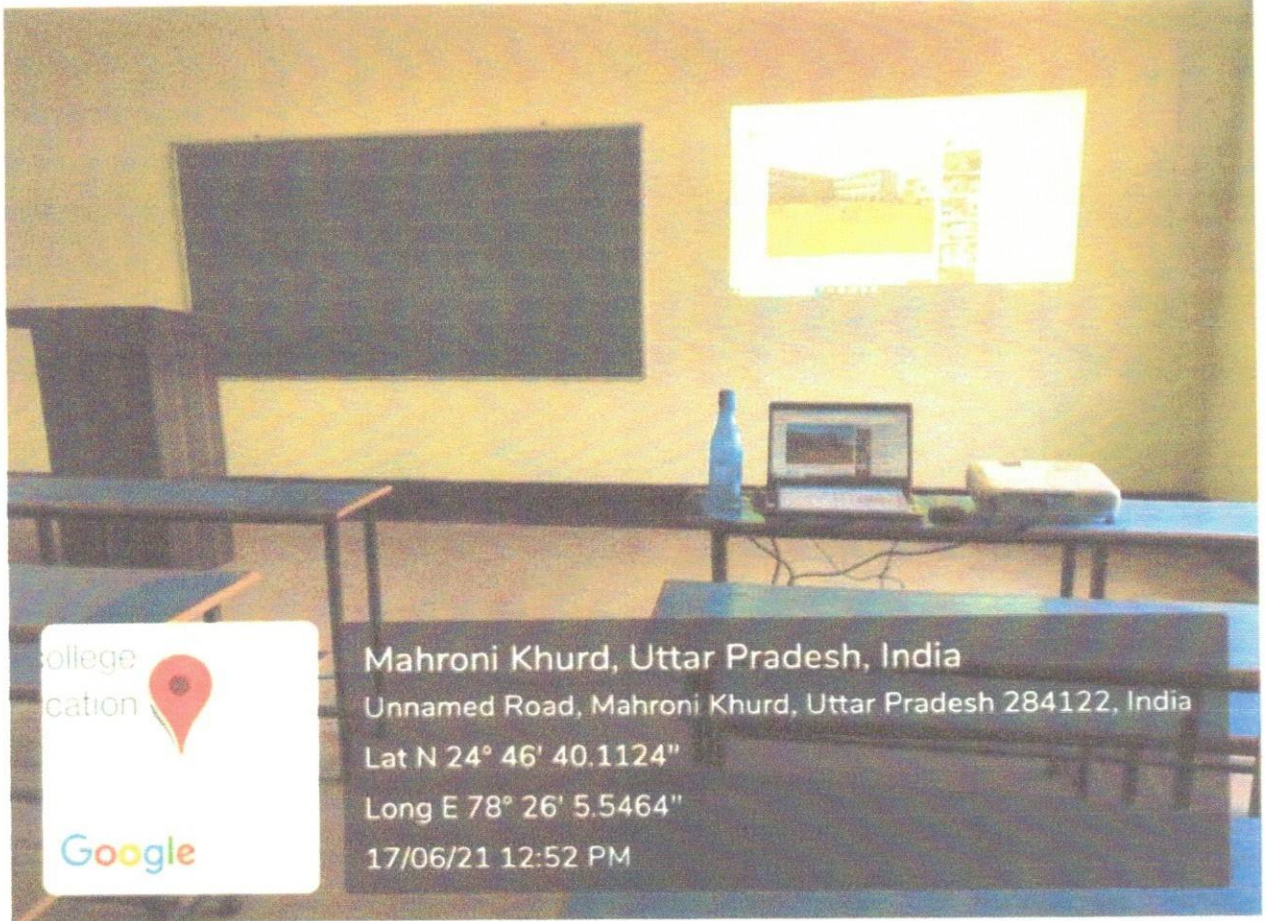 ollege
cation
Google
Mahroni Khurd, Uttar Pradesh, India
Unnamed Road, Mahroni Khurd, Uttar Pradesh 284122, India
Lat N 24° 46' 40.1124"
Long E 78° 26' 5.5464"
17/06/21 12:52 PM